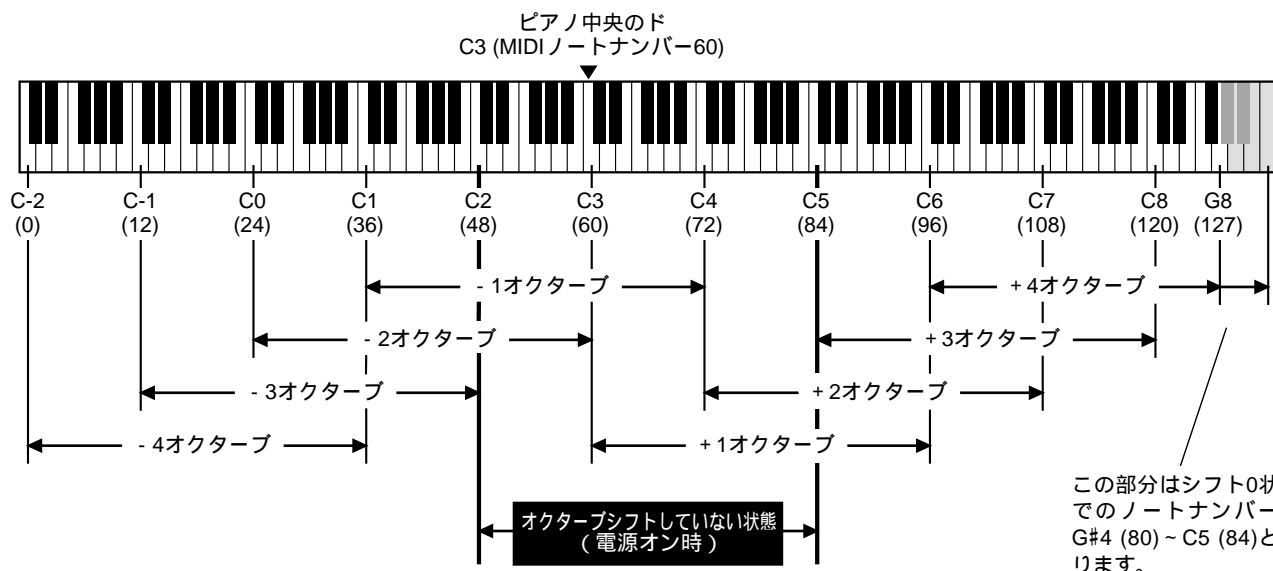 ピアノ中央のド
C3 (MIDIノートナンバー60)
C-2 C-1 C0 C1 C2 C3 C4 C5 C6 C7 C8 G8
(0) (12) (24) (36) (48) (60) (72) (84) (96) (108) (120) (127)
- 1オクターブ
+ 4オクターブ
- 2オクターブ
+ 3オクターブ
- 3オクターブ
+ 2オクターブ
- 4オクターブ
+ 1オクターブ
オクターブシフトしていない状態
(電源オン時)
この部分はシフト0状
でのノートナンバー
G#4 (80) ~ C5 (84)と
ります。